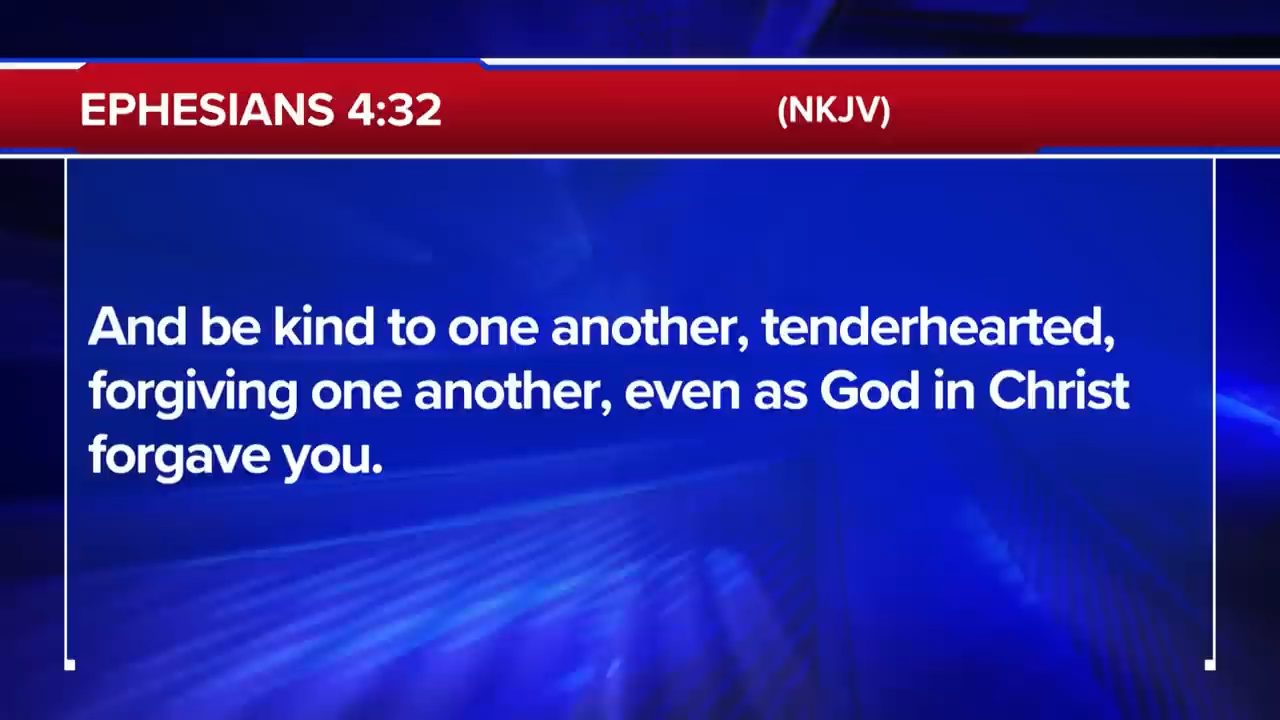 EPHESIANS 4:32 (NKJV)
And be kind to one another, tenderhearted,
forgiving one another, even as God in Christ
forgave you.